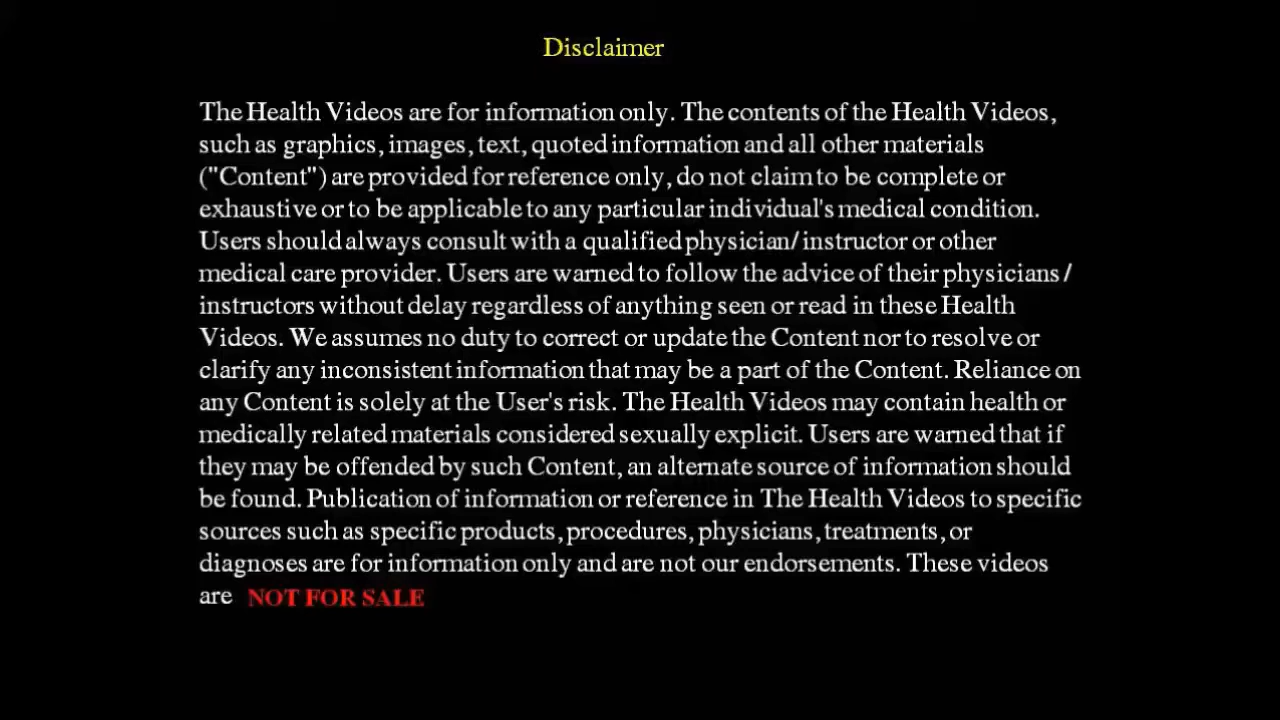 Disclaimer
The Health Videos are for information only. The contents of the Health Videos,
such as graphics, images, text, quoted information and all other materials
("Content") are provided for reference only, do not claim to be complete or
exhaustive or to be applicable to any particular individual's medical condition.
Users should always consult with a qualified physician/ instructor or other
medical care provider. Users are warned to follow the advice of their physicians /
instructors without delay regardless of anything seen or read in these Health
Videos. We assumes no duty to correct or update the Content nor to resolve or
clarify any inconsistent information that may be a part of the Content. Reliance on
any Content is solely at the User's risk. The Health Videos may contain health or
medically related materials considered sexually explicit. Users are warned that if
they may be offended by such Content, an alternate source of information should
be found. Publication of information or reference in The Health Videos to specific
sources such as specific products, procedures, physicians, treatments, or
diagnoses are for information only and are not our endorsements. These videos
are NOT FOR SALE